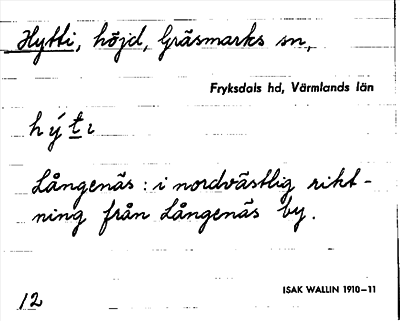 Hytti, höjd, Gräsmarks sn,
Fryksdals hd, Värmlands län
hýt̲ı
Långenäs: i nordvästlig rikt-
ning från Långenäs by.
12
ISAK WALLIN 1910-11